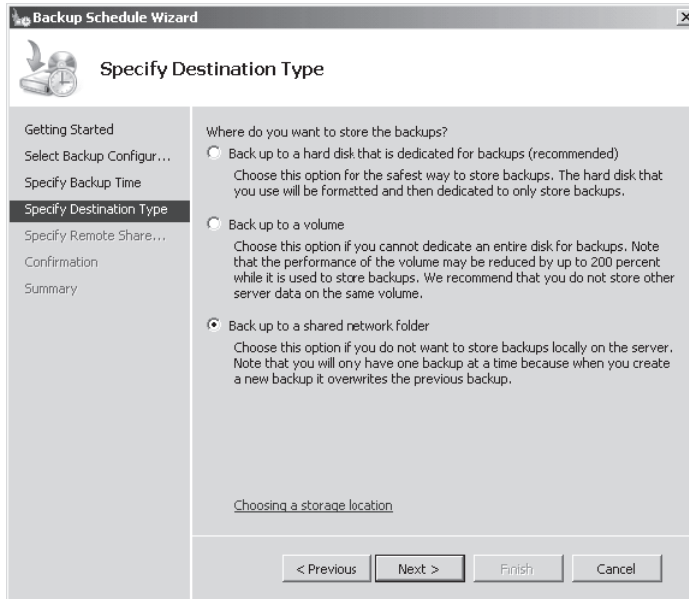 Backup Schedule Wizard
Specify Destination Type
Getting Started
Select Backup Configur...
Specify Backup Time
Specify Destination Type
Specify Remote Share...
Confirmation
Summary
Where do you want to store the backups?
Back up to a hard disk that is dedicated for backups (recommended)
Choose this option for the safest way to store backups. The hard disk that
you use will be formatted and then dedicated to only store backups.
Back up to a volume
Choose this option if you cannot dedicate an entire disk for backups. Note
that the performance of the volume may be reduced by up to 200 percent
while it is used to store backups. We recommend that you do not store other
server data on the same volume.
Back up to a shared network folder
Choose this option if you do not want to store backups locally on the server.
Note that you will only have one backup at a time because when you create
a new backup it overwrites the previous backup.
Choosing a storage location
< Previous
Next >
Finish
Cancel